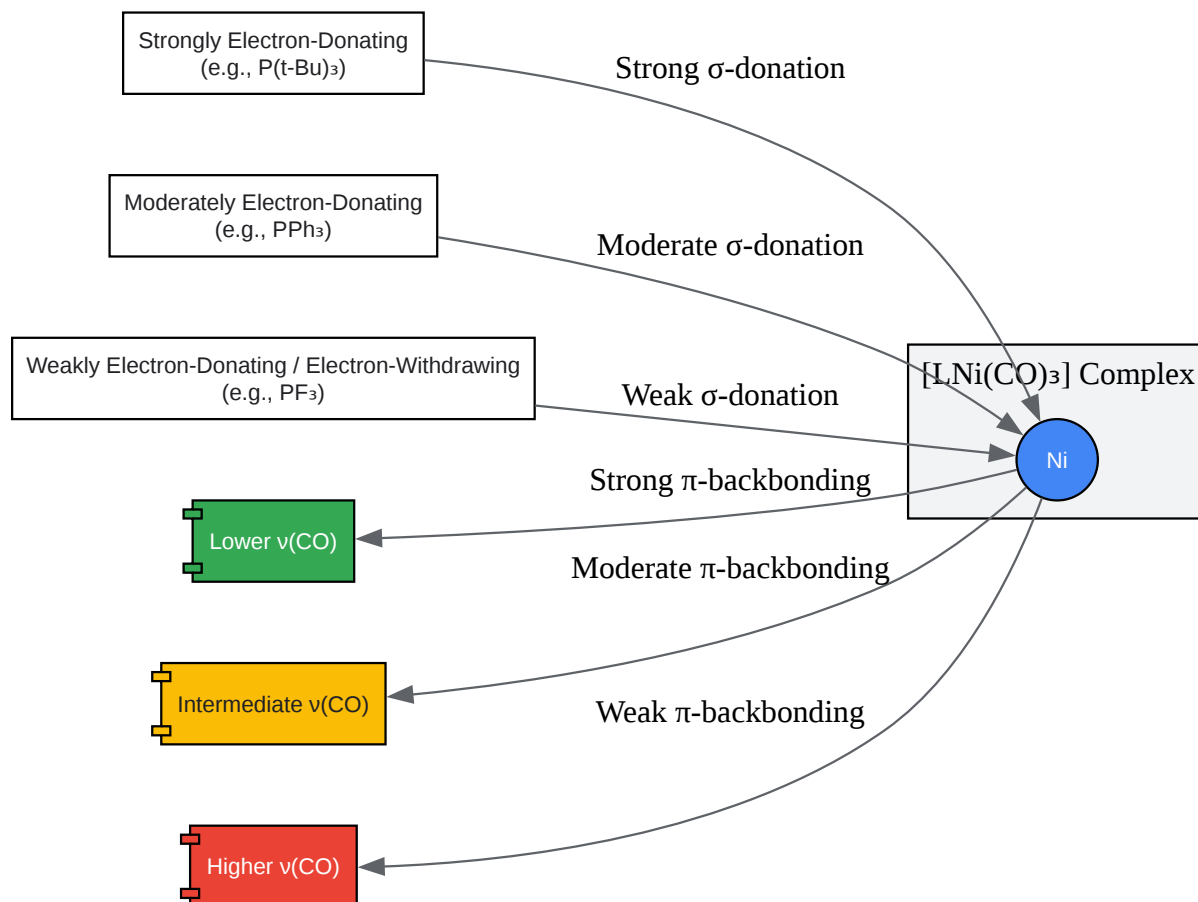 Strongly Electron-Donating
(e.g., P(t-Bu)₃)
Strong σ-donation
Moderately Electron-Donating
(e.g., PPh₃)
Moderate σ-donation
Weakly Electron-Donating / Electron-Withdrawing
(e.g., PF₃)
Weak σ-donation
[LNi(CO)₃] Complex
Ni
Strong π-backbonding
Lower ν(CO)
Moderate π-backbonding
Intermediate ν(CO)
Weak π-backbonding
Higher ν(CO)